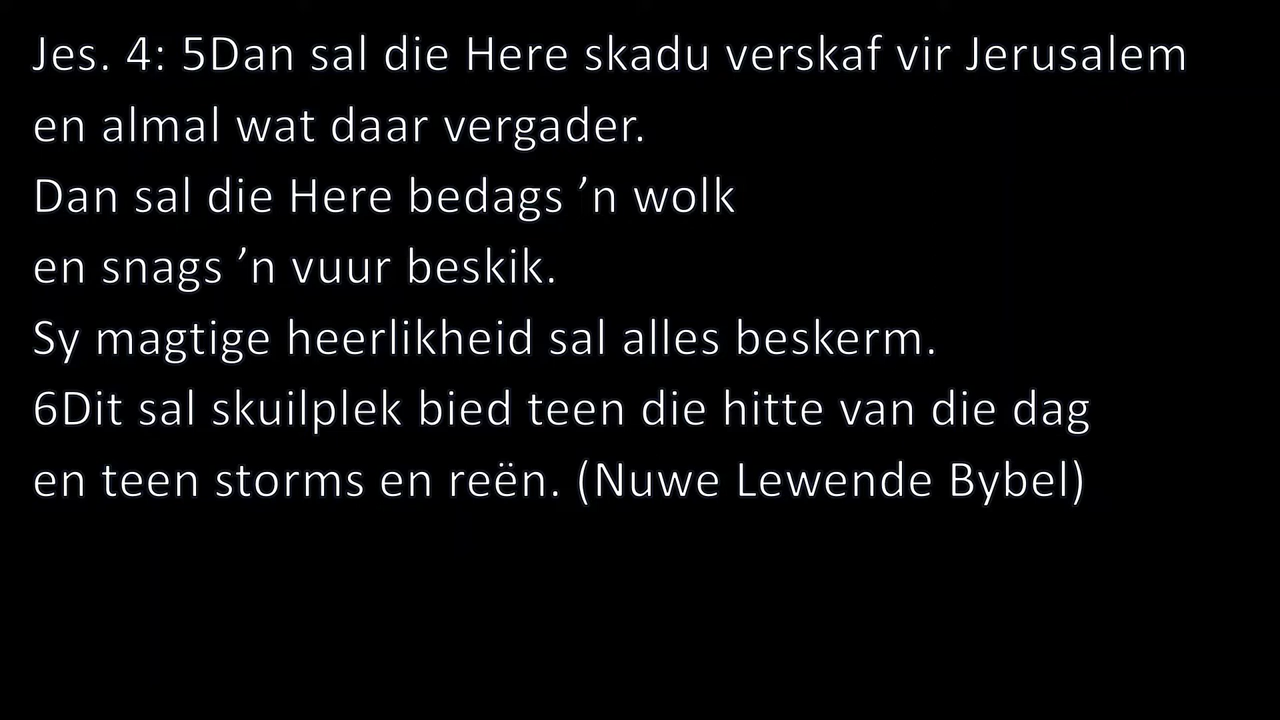 Jes. 4: 5Dan sal die Here skadu verskaf vir Jerusalem
en almal wat daar vergader.
Dan sal die Here bedags ’n wolk
en snags ’n vuur beskik.
Sy magtige heerlikheid sal alles beskerm.
6Dit sal skuilplek bied teen die hitte van die dag
en teen storms en reën. (Nuwe Lewende Bybel)